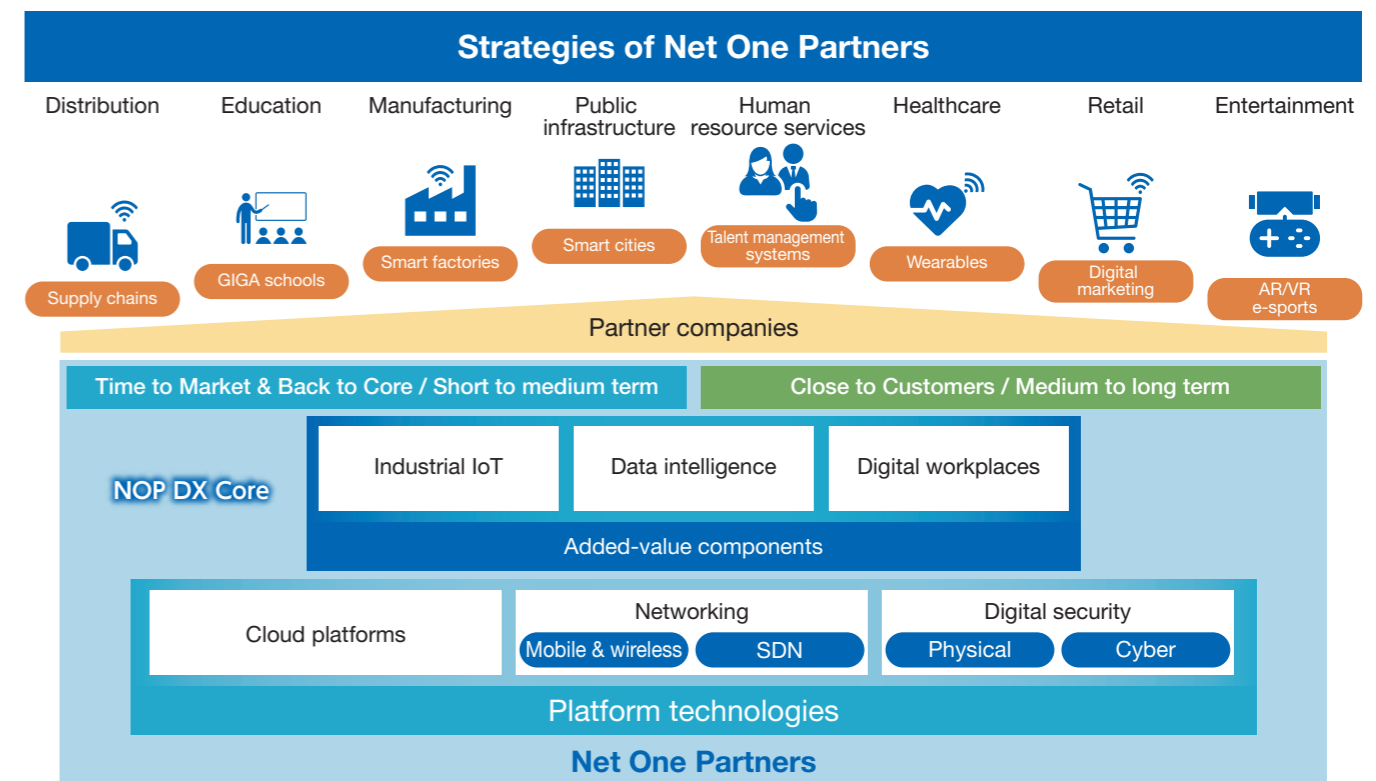 Strategies of Net One Partners
Distribution
Education
Manufacturing
Public
infrastructure
Human
resource services
Healthcare
Retail
Entertainment
Supply chains
GIGA schools
Smart factories
Smart cities
Talent management
systems
Wearables
Digital
marketing
AR/VR
e-sports
Partner companies
Time to Market & Back to Core / Short to medium term
Close to Customers / Medium to long term
NOP DX Core
Industrial IoT
Data intelligence
Digital workplaces
Added-value components
Cloud platforms
Networking
Mobile & wireless
SDN
Digital security
Physical
Cyber
Platform technologies
Net One Partners